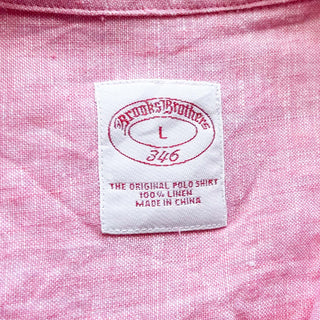 Brooks Brothers
L
346
THE ORIGINAL POLO SHIRT
100% LINEN
MADE IN CHINA